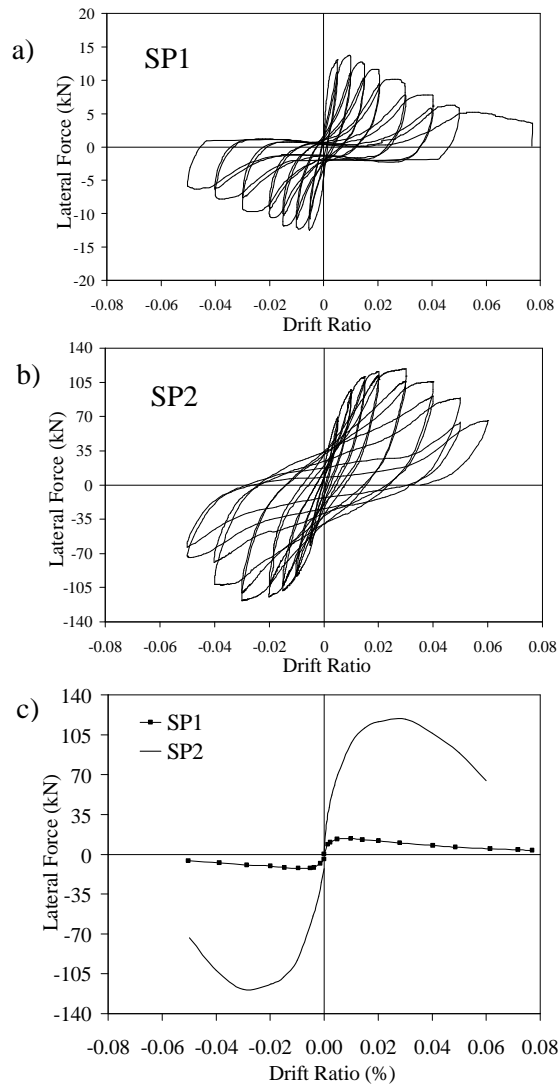 a)
SP1
Lateral Force (kN)
20
15
10
5
0
-5
-10
-15
20
-0.08 -0.06 -0.04 -0.02 0 0.02 0.04 0.06 0.08
Drift Ratio
b)
SP2
Lateral Force (kN)
140
105
70
35
0
-35
-70
-105
-140
-0.08 -0.06 -0.04 -0.02 0 0.02 0.04 0.06 0.08
Drift Ratio
c)
SP1
SP2
Lateral Force (kN)
140
105
70
35
0
-35
-70
-105
-140
-0.08 -0.06 -0.04 -0.02 0.00 0.02 0.04 0.06 0.08
Drift Ratio (%)